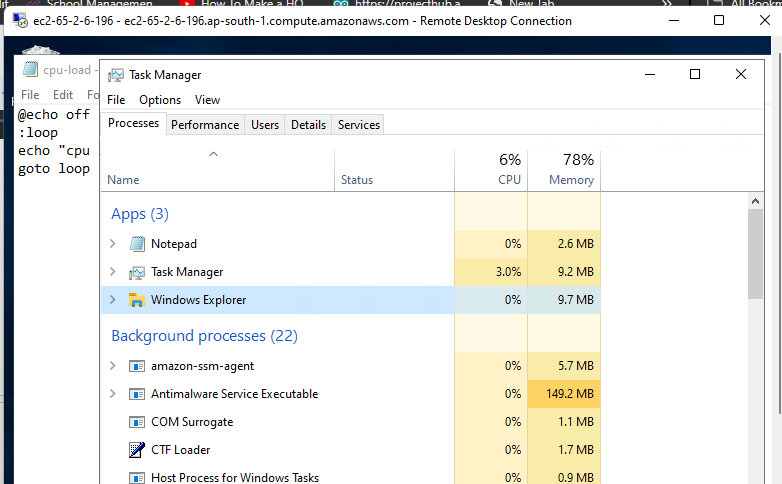 School Management
How To Make a HO
https://projecthub.a
New Tab
All Bookm
ec2-65-2-6-196 - ec2-65-2-6-196.ap-south-1.compute.amazonaws.com - Remote Desktop Connection
cpu-load -
File Edit Fo
@echo off
:loop
echo "cpu
goto loop
Task Manager
File Options View
Processes Performance Users Details Services
6% 78%
Name Status CPU Memory
Apps (3)
Notepad 0% 2.6 MB
Task Manager 3.0% 9.2 MB
Windows Explorer 0% 9.7 MB
Background processes (22)
amazon-ssm-agent 0% 5.7 MB
Antimalware Service Executable 0% 149.2 MB
COM Surrogate 0% 1.1 MB
CTF Loader 0% 1.7 MB
Host Process for Windows Tasks 0% 0.9 MB